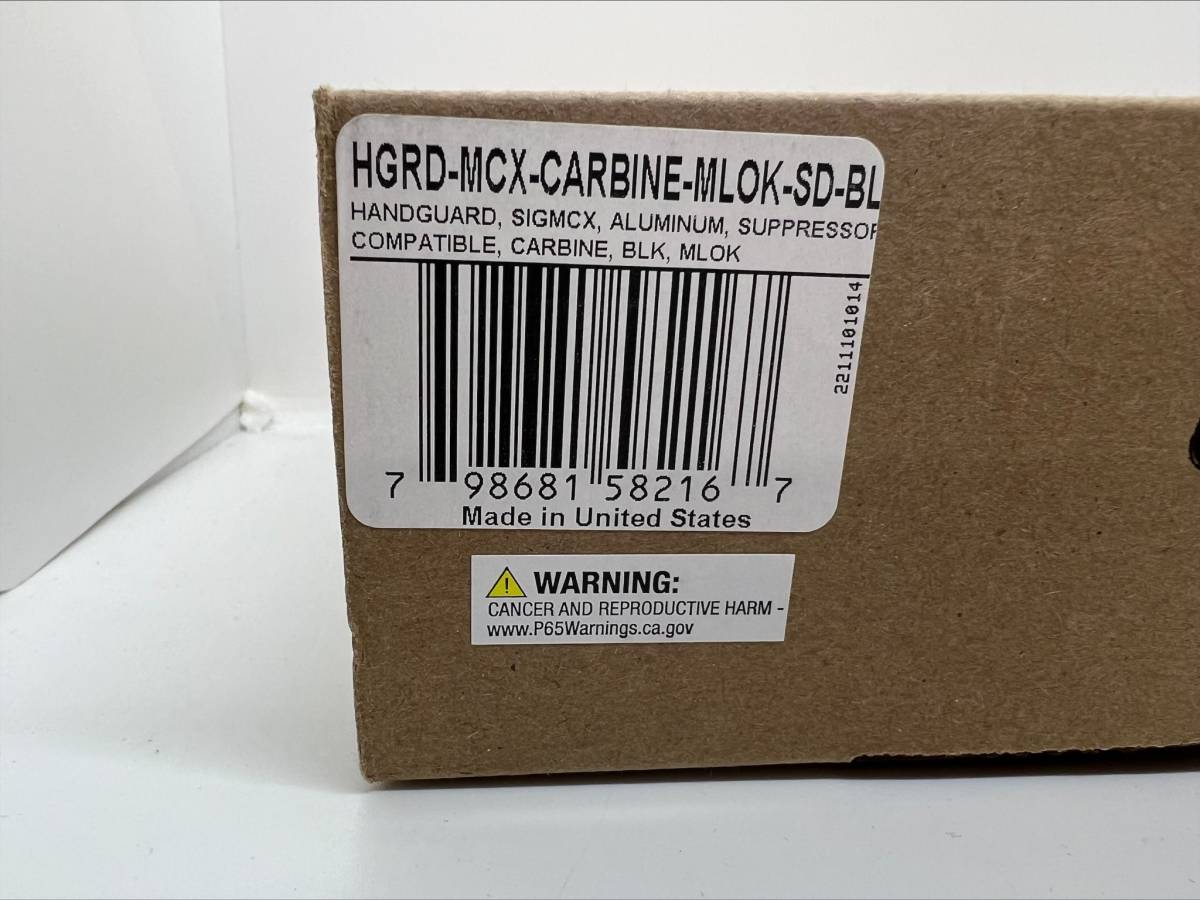 HGRD-MCX-CARBINE-MLOK-SD-BL
HANDGUARD, SIGMCX, ALUMINUM, SUPPRESSOR
COMPATIBLE, CARBINE, BLK, MLOK
2211101014
7 98681 58216 7
Made in United States
WARNING:
CANCER AND REPRODUCTIVE HARM -
www.P65Warnings.ca.gov